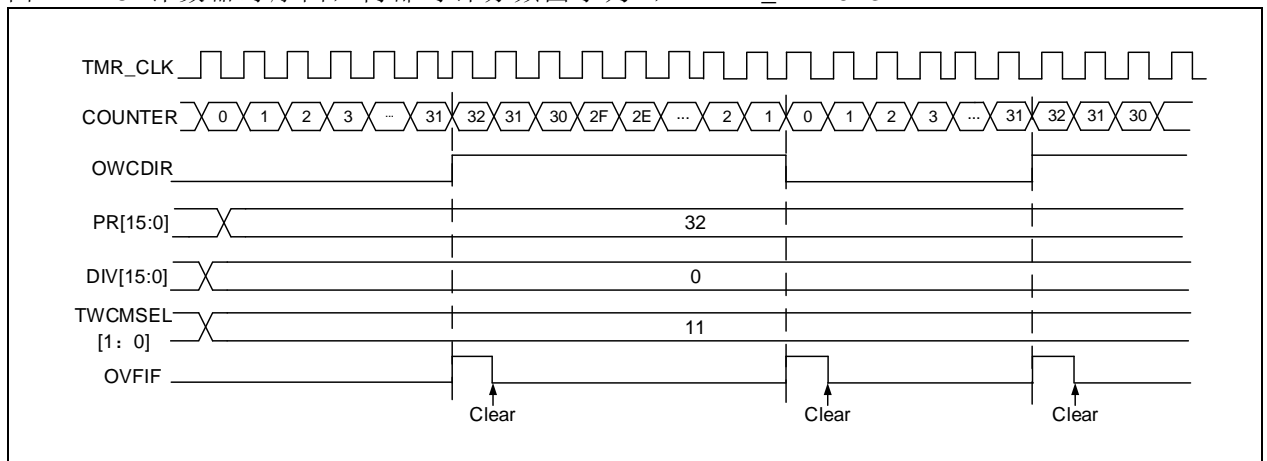 TMR_CLK
COUNTER 0 1 2 3 ... 31 32 31 30 2F 2E ... 2 1 0 1 2 3 ... 31 32 31 30
OWCDIR
PR[15:0] 32
DIV[15:0] 0
TWCMSEL
[1：0] 11
OVFIF
Clear Clear Clear